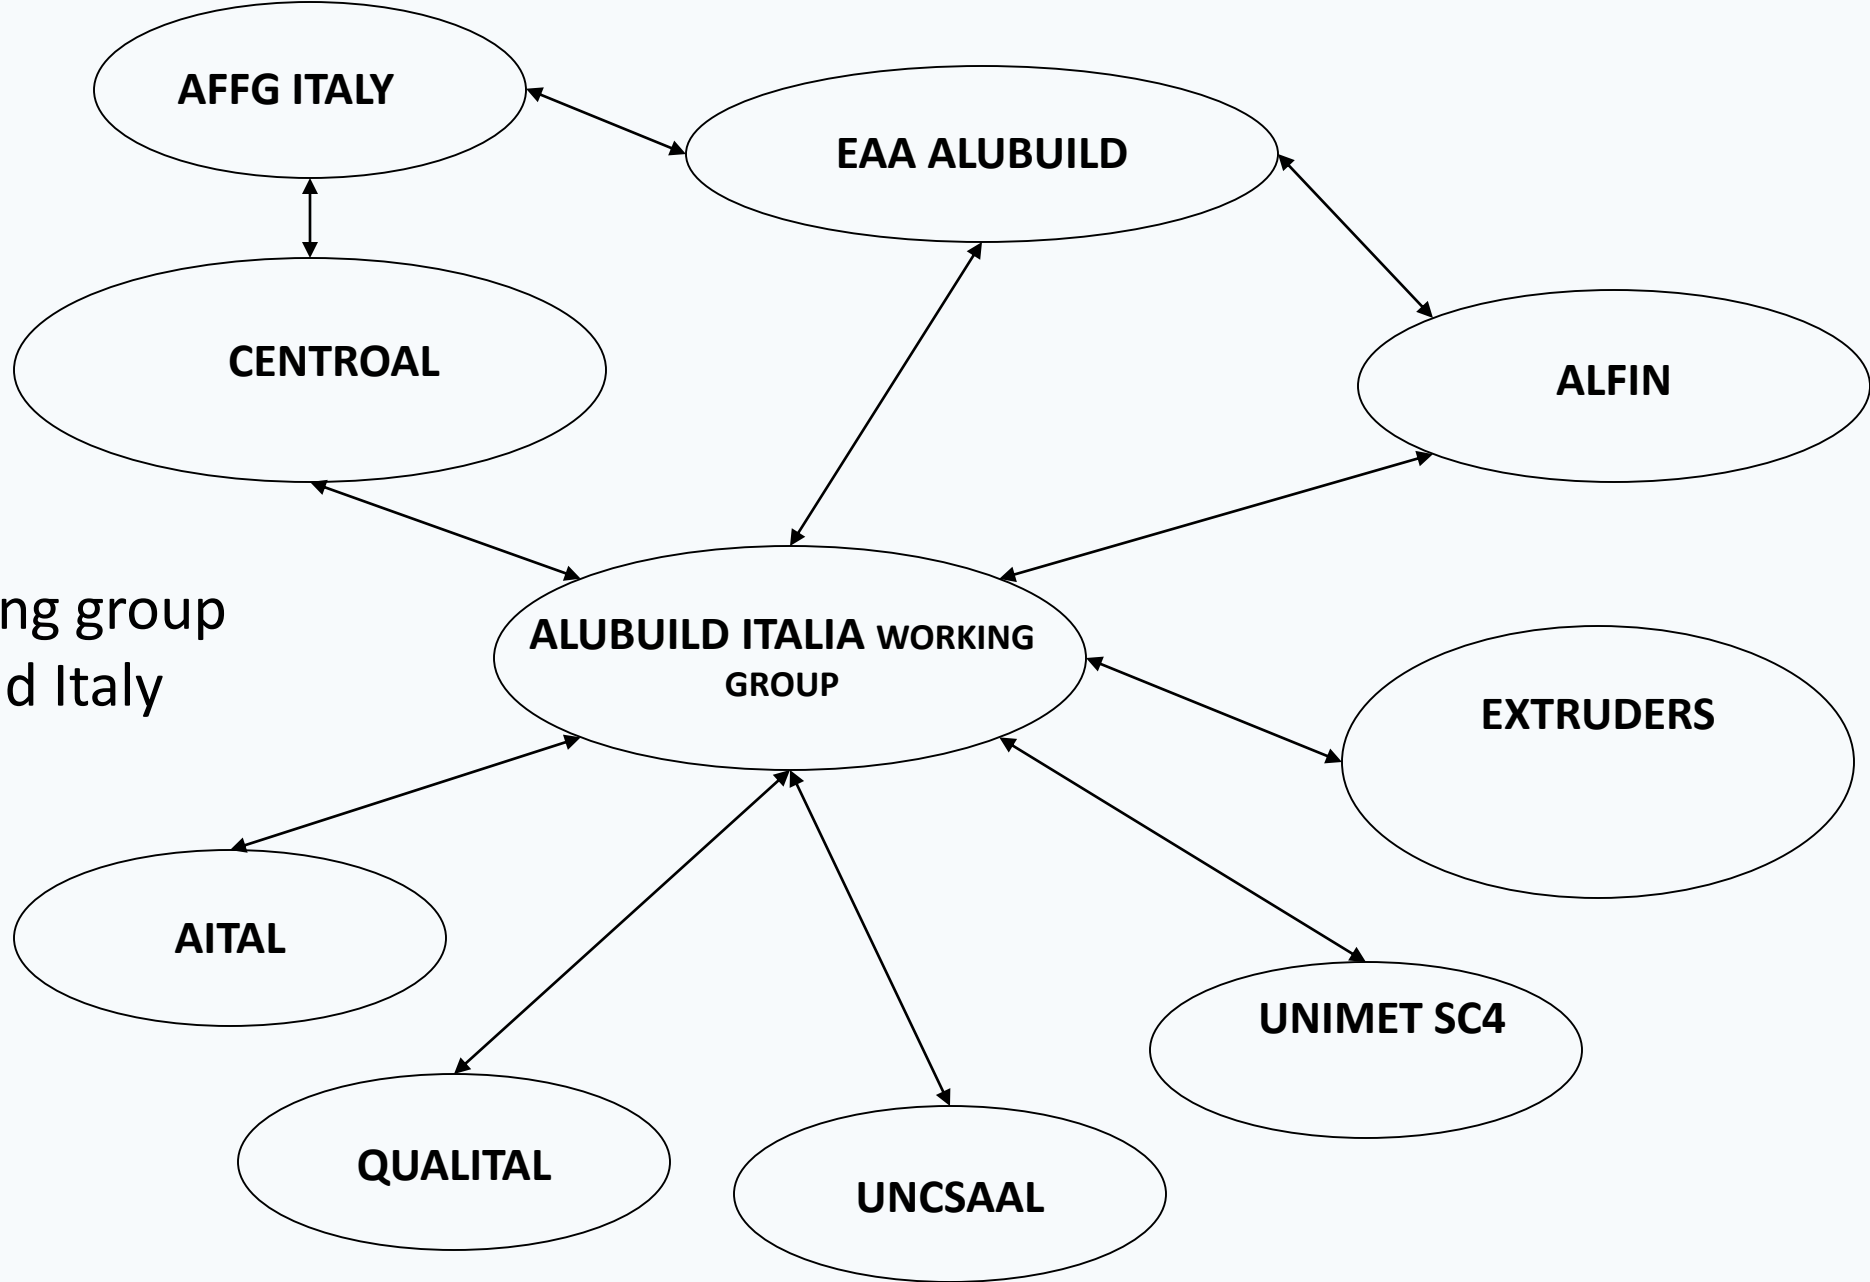 AFFG ITALY
EAA ALUBUILD
CENTROAL
ALFIN
ng group
d Italy
ALUBUILD ITALIA WORKING
GROUP
EXTRUDERS
AITAL
UNIMET SC4
QUALITAL
UNCSAAL